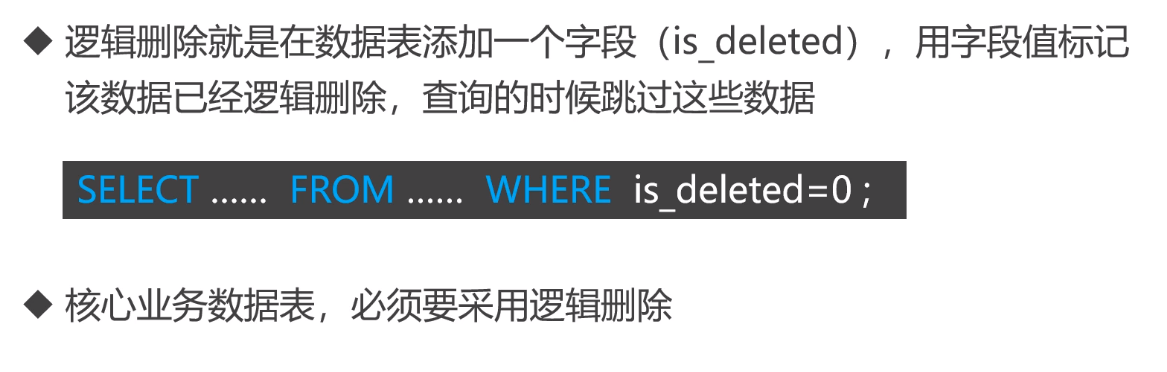 ◆ 逻辑删除就是在数据表添加一个字段（is_deleted），用字段值标记
该数据已经逻辑删除，查询的时候跳过这些数据
SELECT …… FROM …… WHERE is_deleted=0 ;
◆ 核心业务数据表，必须要采用逻辑删除